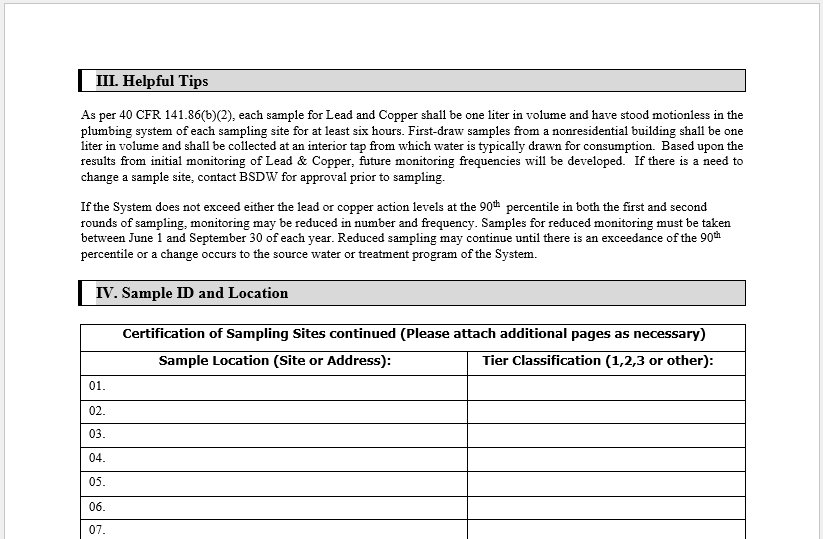 III. Helpful Tips
As per 40 CFR 141.86(b)(2), each sample for Lead and Copper shall be one liter in volume and have stood motionless in the
plumbing system of each sampling site for at least six hours. First-draw samples from a nonresidential building shall be one
liter in volume and shall be collected at an interior tap from which water is typically drawn for consumption. Based upon the
results from initial monitoring of Lead & Copper, future monitoring frequencies will be developed. If there is a need to
change a sample site, contact BSDW for approval prior to sampling.
If the System does not exceed either the lead or copper action levels at the 90th percentile in both the first and second
rounds of sampling, monitoring may be reduced in number and frequency. Samples for reduced monitoring must be taken
between June 1 and September 30 of each year. Reduced sampling may continue until there is an exceedance of the 90th
percentile or a change occurs to the source water or treatment program of the System.
IV. Sample ID and Location
Certification of Sampling Sites continued (Please attach additional pages as necessary)
Sample Location (Site or Address): Tier Classification (1,2,3 or other):
01.
02.
03.
04.
05.
06.
07.